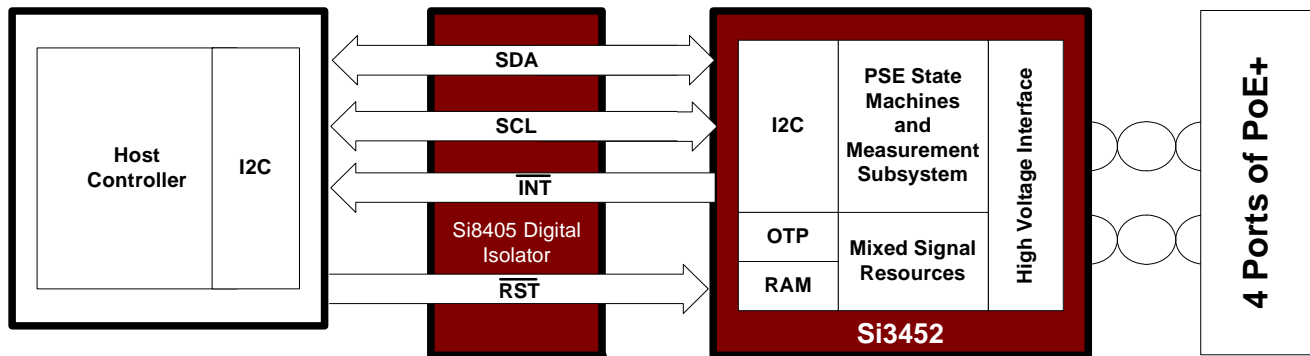 Host
Controller
I2C
SDA
SCL
INT
Si8405 Digital
Isolator
RST
I2C
PSE State
Machines
and
Measurement
Subsystem
OTP
RAM
Mixed Signal
Resources
High Voltage Interface
Si3452
4 Ports of PoE+